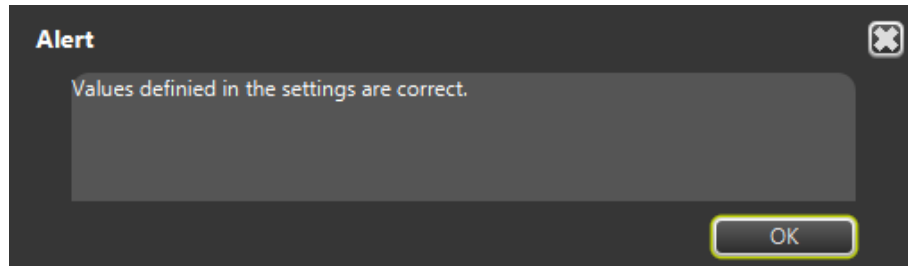 Alert
Values definied in the settings are correct.
OK